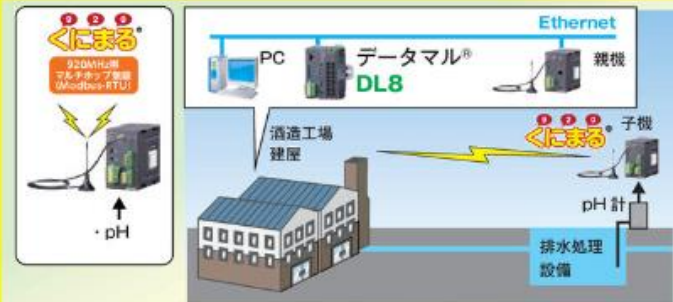 920
くにまる®
920MHz帯
マルチホップ無線
(Modbus-RTU)
・pH
Ethernet
PC
データマル®
DL8
親機
酒造工場
建屋
920
くにまる®
子機
pH計
排水処理
設備